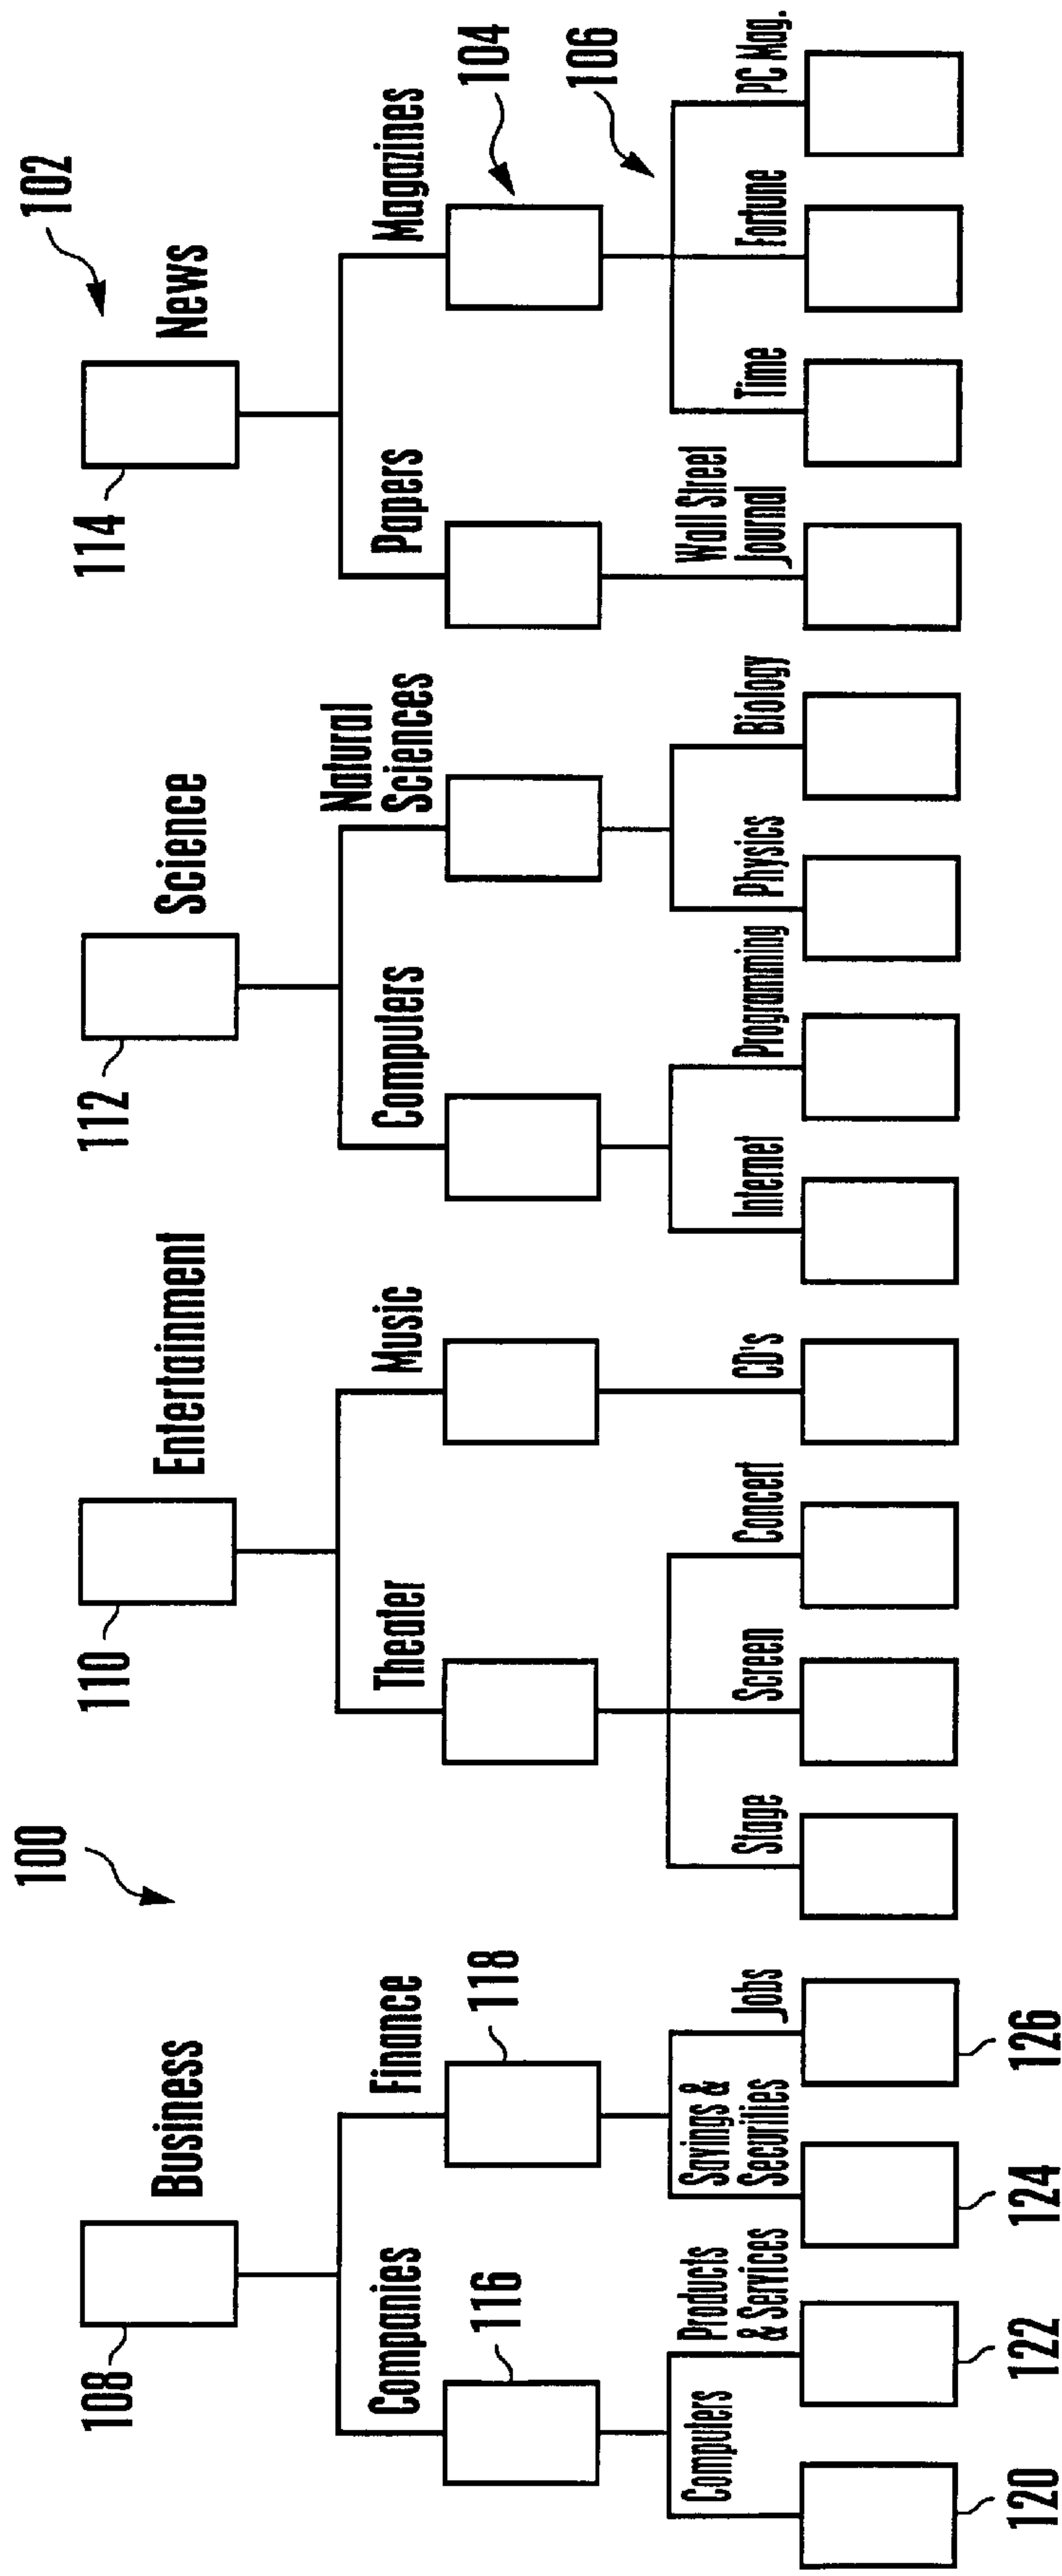 100
102
108
Business
110
Entertainment
112
Science
114
News
Companies
116
Finance
118
Theater
Music
Computers
Natural
Sciences
Papers
Magazines
104
106
Computers
Products
& Services
Savings &
Securities
Jobs
Stage
Screen
Concert
CD's
Internet
Programming
Physics
Biology
Wall Street
Journal
Time
Fortune
PC Mag.
120
122
124
126